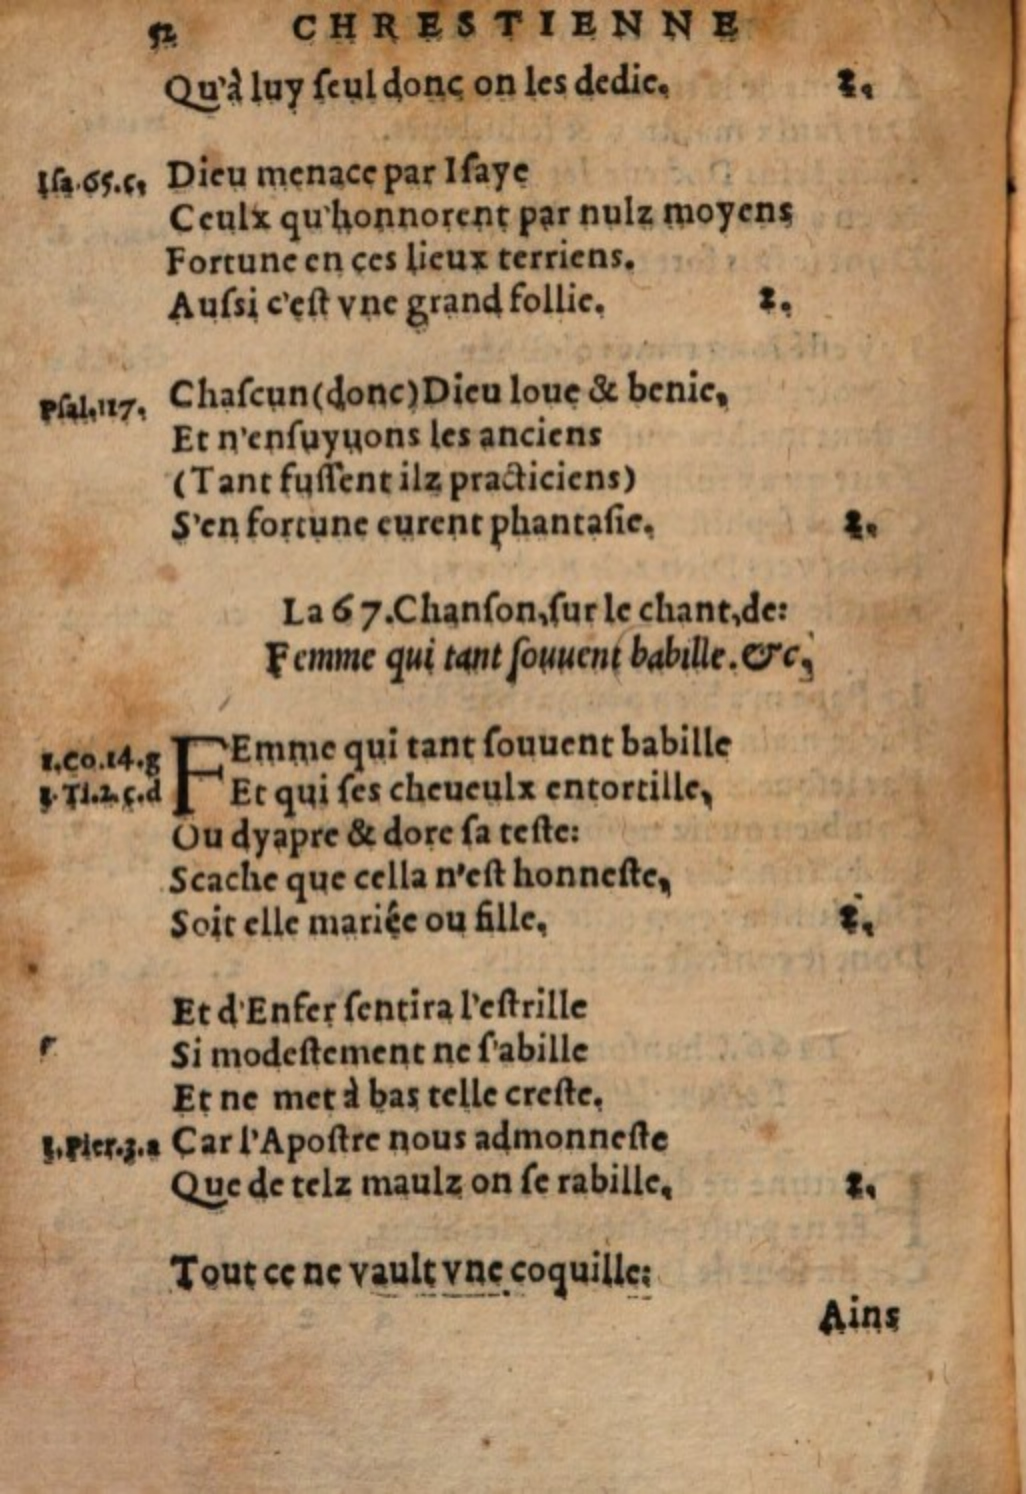 52 CHRESTIENNE
Qu'à luy ſeul donc on les dedie. 2.
Iſa.65.c. Dieu menace par Iſaye
Ceulx qu'honnorent par nulz moyens
Fortune en ces lieux terriens.
Auſsi c'eſt vne grand follie. 2.
Pſal.117. Chaſcun (donc) Dieu loue & benie,
Et n'enſuyuons les anciens
(Tant fuſſent ilz practiciens)
S'en fortune eurent phantaſie. 2.
La 67. Chanſon, ſur le chant, de:
Femme qui tant ſouuent babille. &c,
1.Co.14.g FEmme qui tant ſouuent babille
1.Ti.2.c.d Et qui ſes cheueulx entortille,
Ou dyapre & dore ſa teſte:
Scache que cella n'eſt honneſte,
Soit elle mariée ou fille, 2.
Et d'Enfer ſentira l'eſtrille
Si modeſtement ne ſ'abille
Et ne met à bas telle creſte.
1.Pier.3.a Car l'Apoſtre nous admonneſte
Que de telz maulz on ſe rabille, 2.
Tout ce ne vault vne coquille:
Ains